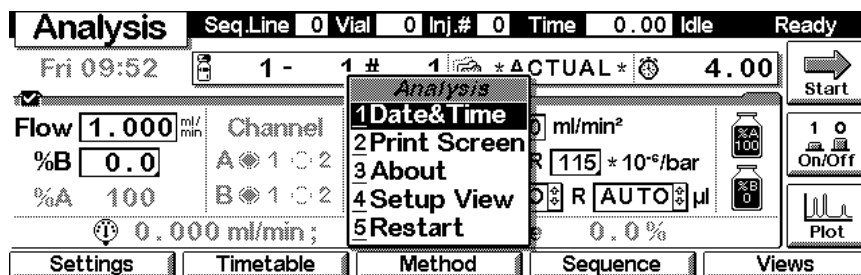 Analysis Seq.Line 0 Vial 0 Inj.# 0 Time 0.00 Idle Ready
Fri 09:52 1 - 1 # 1 *ACTUAL* 4.00
Start
Analysis
1 Date&Time
2 Print Screen
3 About
4 Setup View
5 Restart
Flow 1.000 ml/min Channel ml/min²
%B 0.0 A 1 2 R 115 * 10⁻⁶/bar
%A 100 B 1 2 R AUTO µl
0.000 ml/min; 0.0%
%A 100
%B 0
1 0
On/Off
Plot
Settings Timetable Method Sequence Views